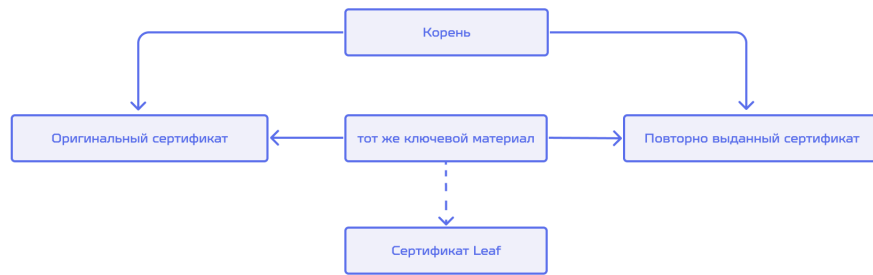 Корень
Оригинальный сертификат
тот же ключевой материал
Повторно выданный сертификат
Сертификат Leaf